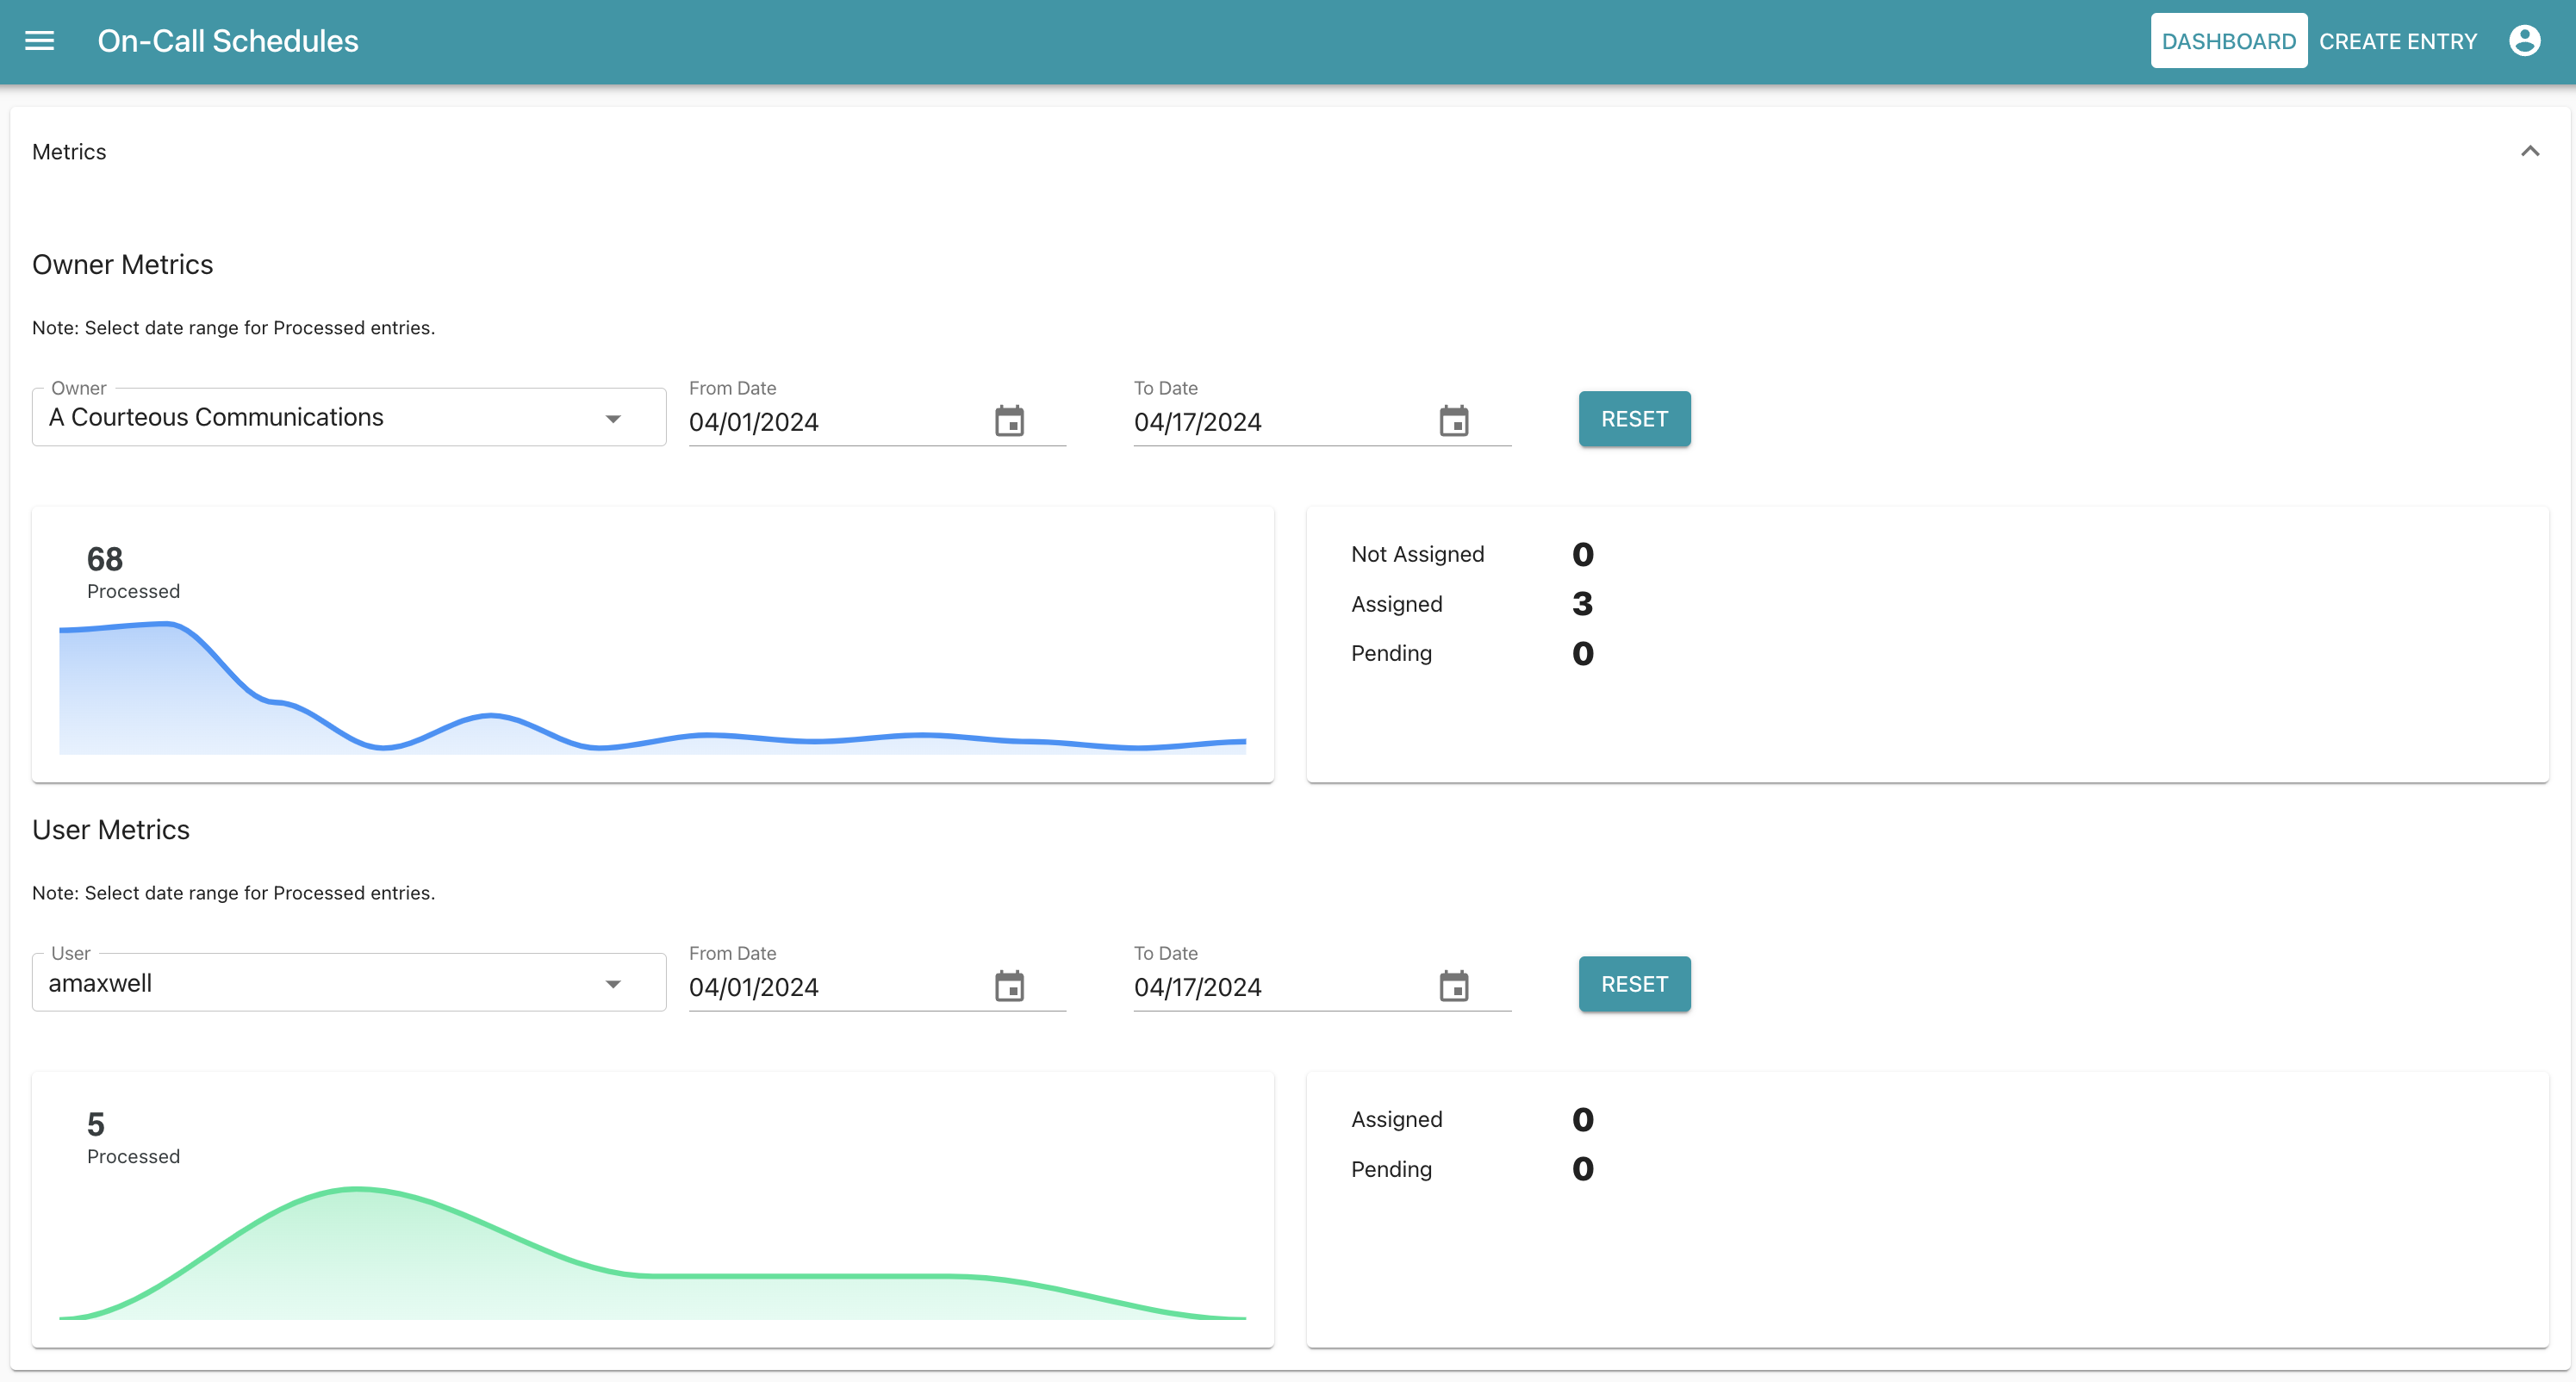 On-Call Schedules
DASHBOARD
CREATE ENTRY
Metrics
Owner Metrics
Note: Select date range for Processed entries.
Owner
A Courteous Communications
From Date
04/01/2024
To Date
04/17/2024
RESET
68
Processed
Not Assigned 0
Assigned 3
Pending 0
User Metrics
Note: Select date range for Processed entries.
User
amaxwell
From Date
04/01/2024
To Date
04/17/2024
RESET
5
Processed
Assigned 0
Pending 0